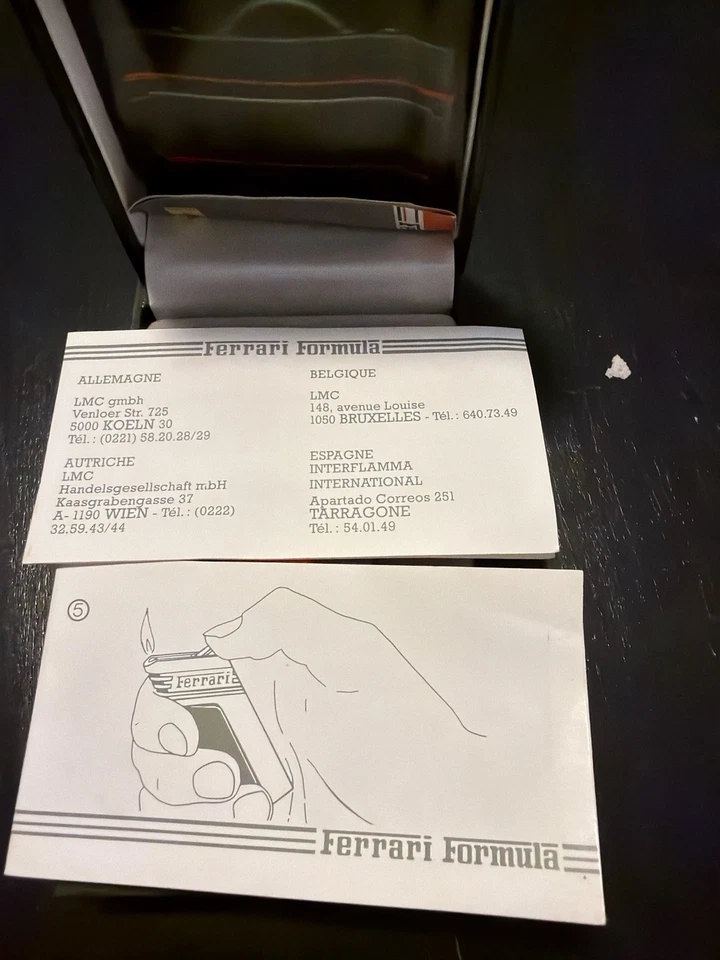 Ferrari Formula
ALLEMAGNE
LMC gmbh
Venloer Str. 725
5000 KOELN 30
Tél. : (0221) 58.20.28/29
AUTRICHE
LMC
Handelsgesellschaft mbH
Kaasgrabengasse 37
A- 1190 WIEN - Tél. : (0222)
32.59.43/44
BELGIQUE
LMC
148, avenue Louise
1050 BRUXELLES - Tél. : 640.73.49
ESPAGNE
INTERFLAMMA
INTERNATIONAL
Apartado Correos 251
TARRAGONE
Tél. : 54.01.49
5
Ferrari
Ferrari Formula